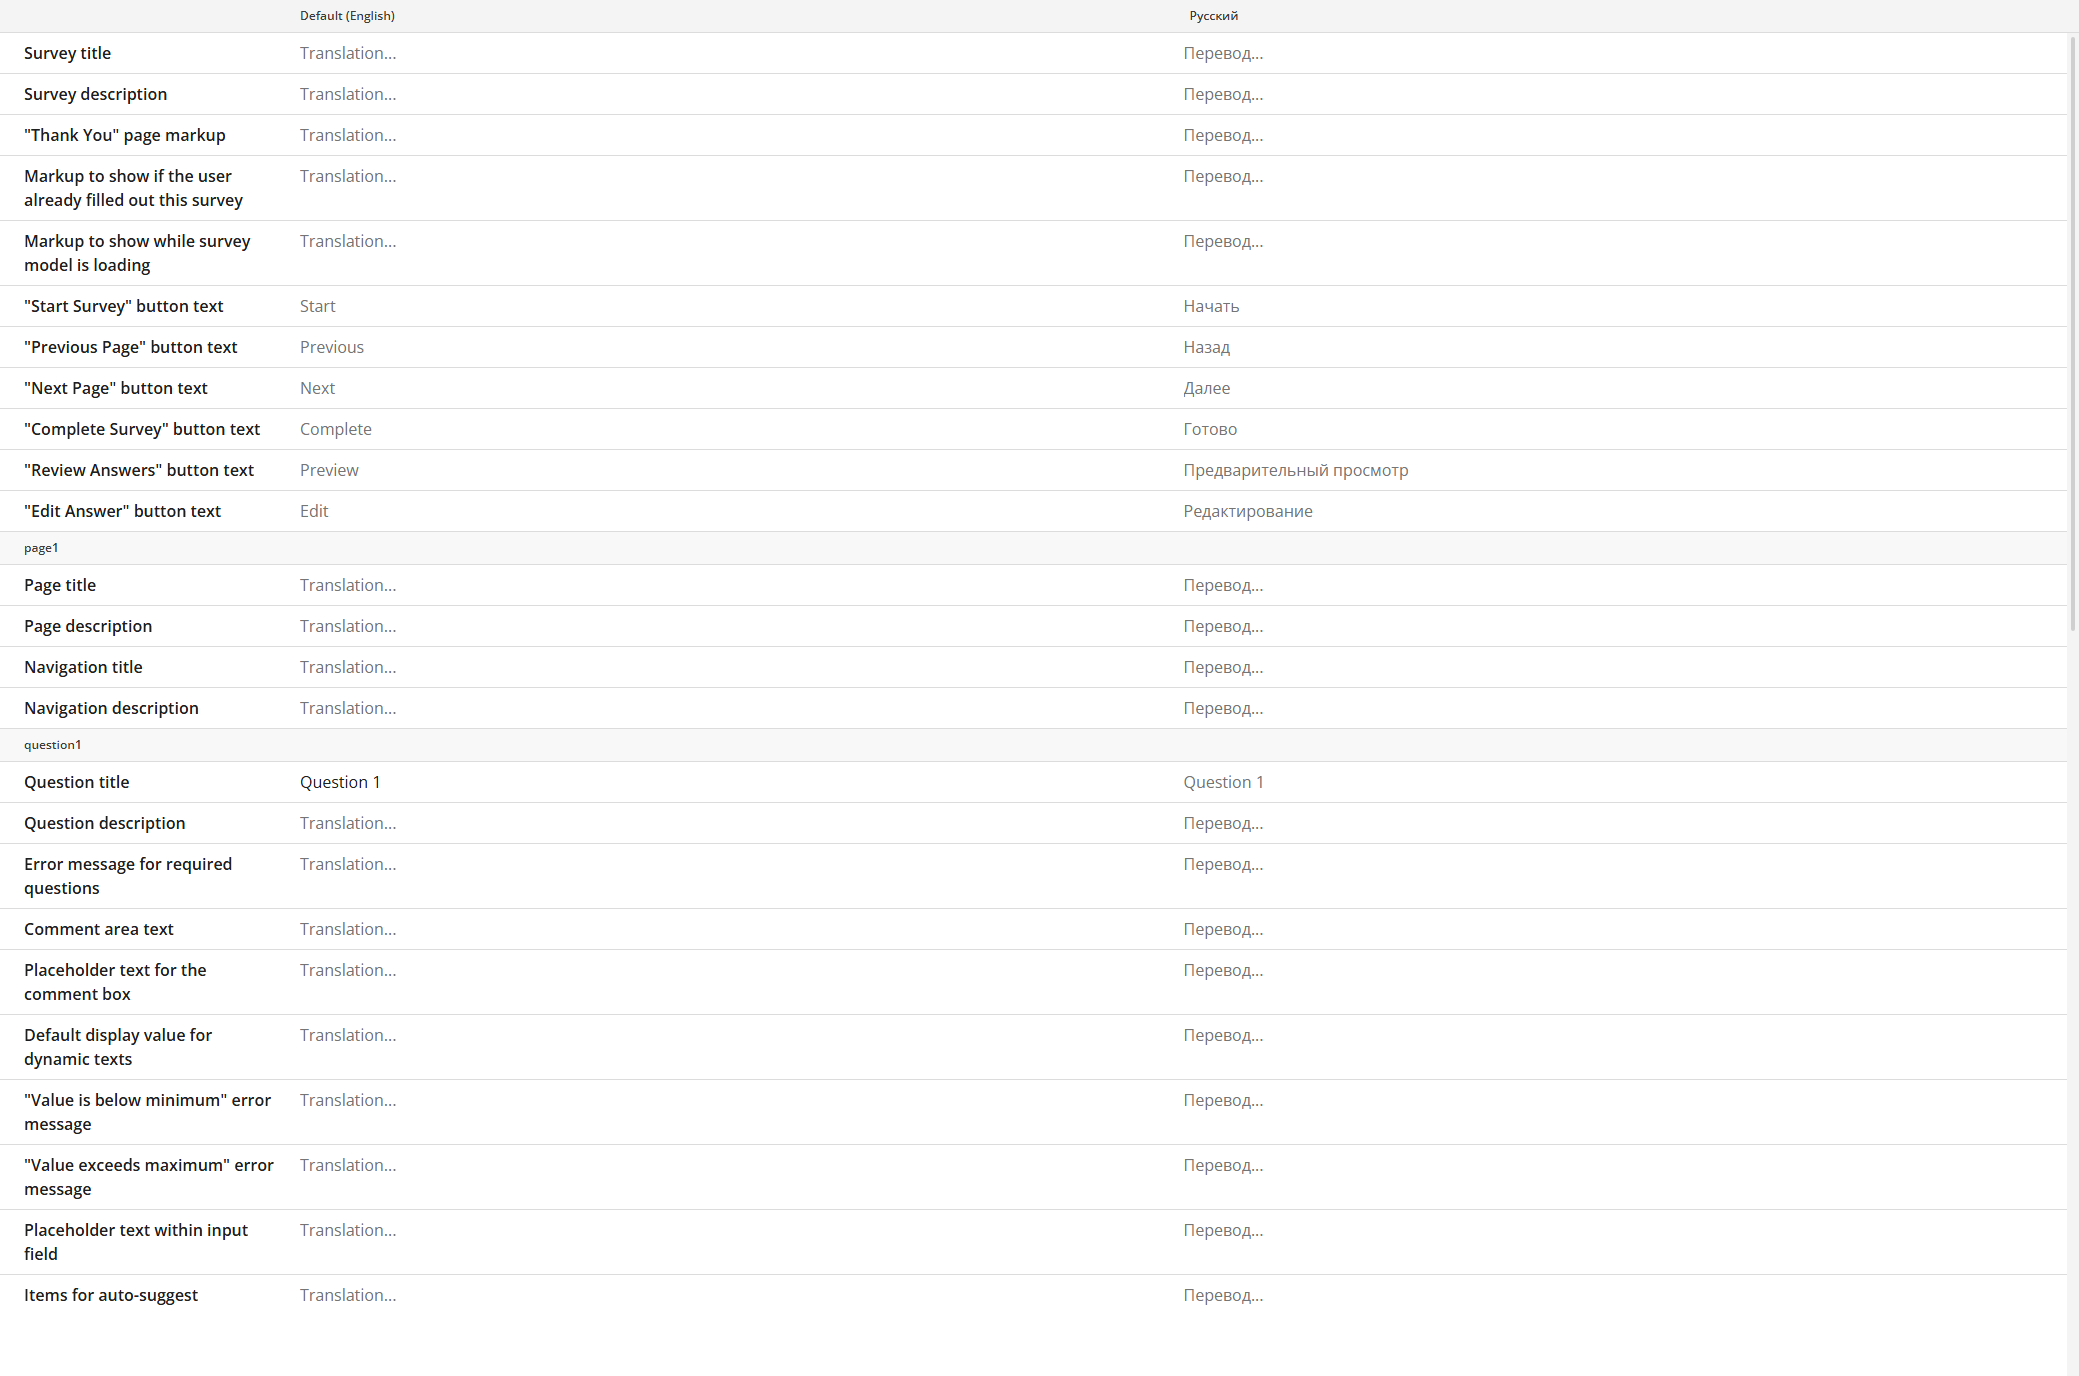 Default (English) Русский
Survey title Translation... Перевод...
Survey description Translation... Перевод...
"Thank You" page markup Translation... Перевод...
Markup to show if the user Translation... Перевод...
already filled out this survey
Markup to show while survey Translation... Перевод...
model is loading
"Start Survey" button text Start Начать
"Previous Page" button text Previous Назад
"Next Page" button text Next Далее
"Complete Survey" button text Complete Готово
"Review Answers" button text Preview Предварительный просмотр
"Edit Answer" button text Edit Редактирование
page1
Page title Translation... Перевод...
Page description Translation... Перевод...
Navigation title Translation... Перевод...
Navigation description Translation... Перевод...
question1
Question title Question 1 Question 1
Question description Translation... Перевод...
Error message for required Translation... Перевод...
questions
Comment area text Translation... Перевод...
Placeholder text for the Translation... Перевод...
comment box
Default display value for Translation... Перевод...
dynamic texts
"Value is below minimum" error Translation... Перевод...
message
"Value exceeds maximum" error Translation... Перевод...
message
Placeholder text within input Translation... Перевод...
field
Items for auto-suggest Translation... Перевод...